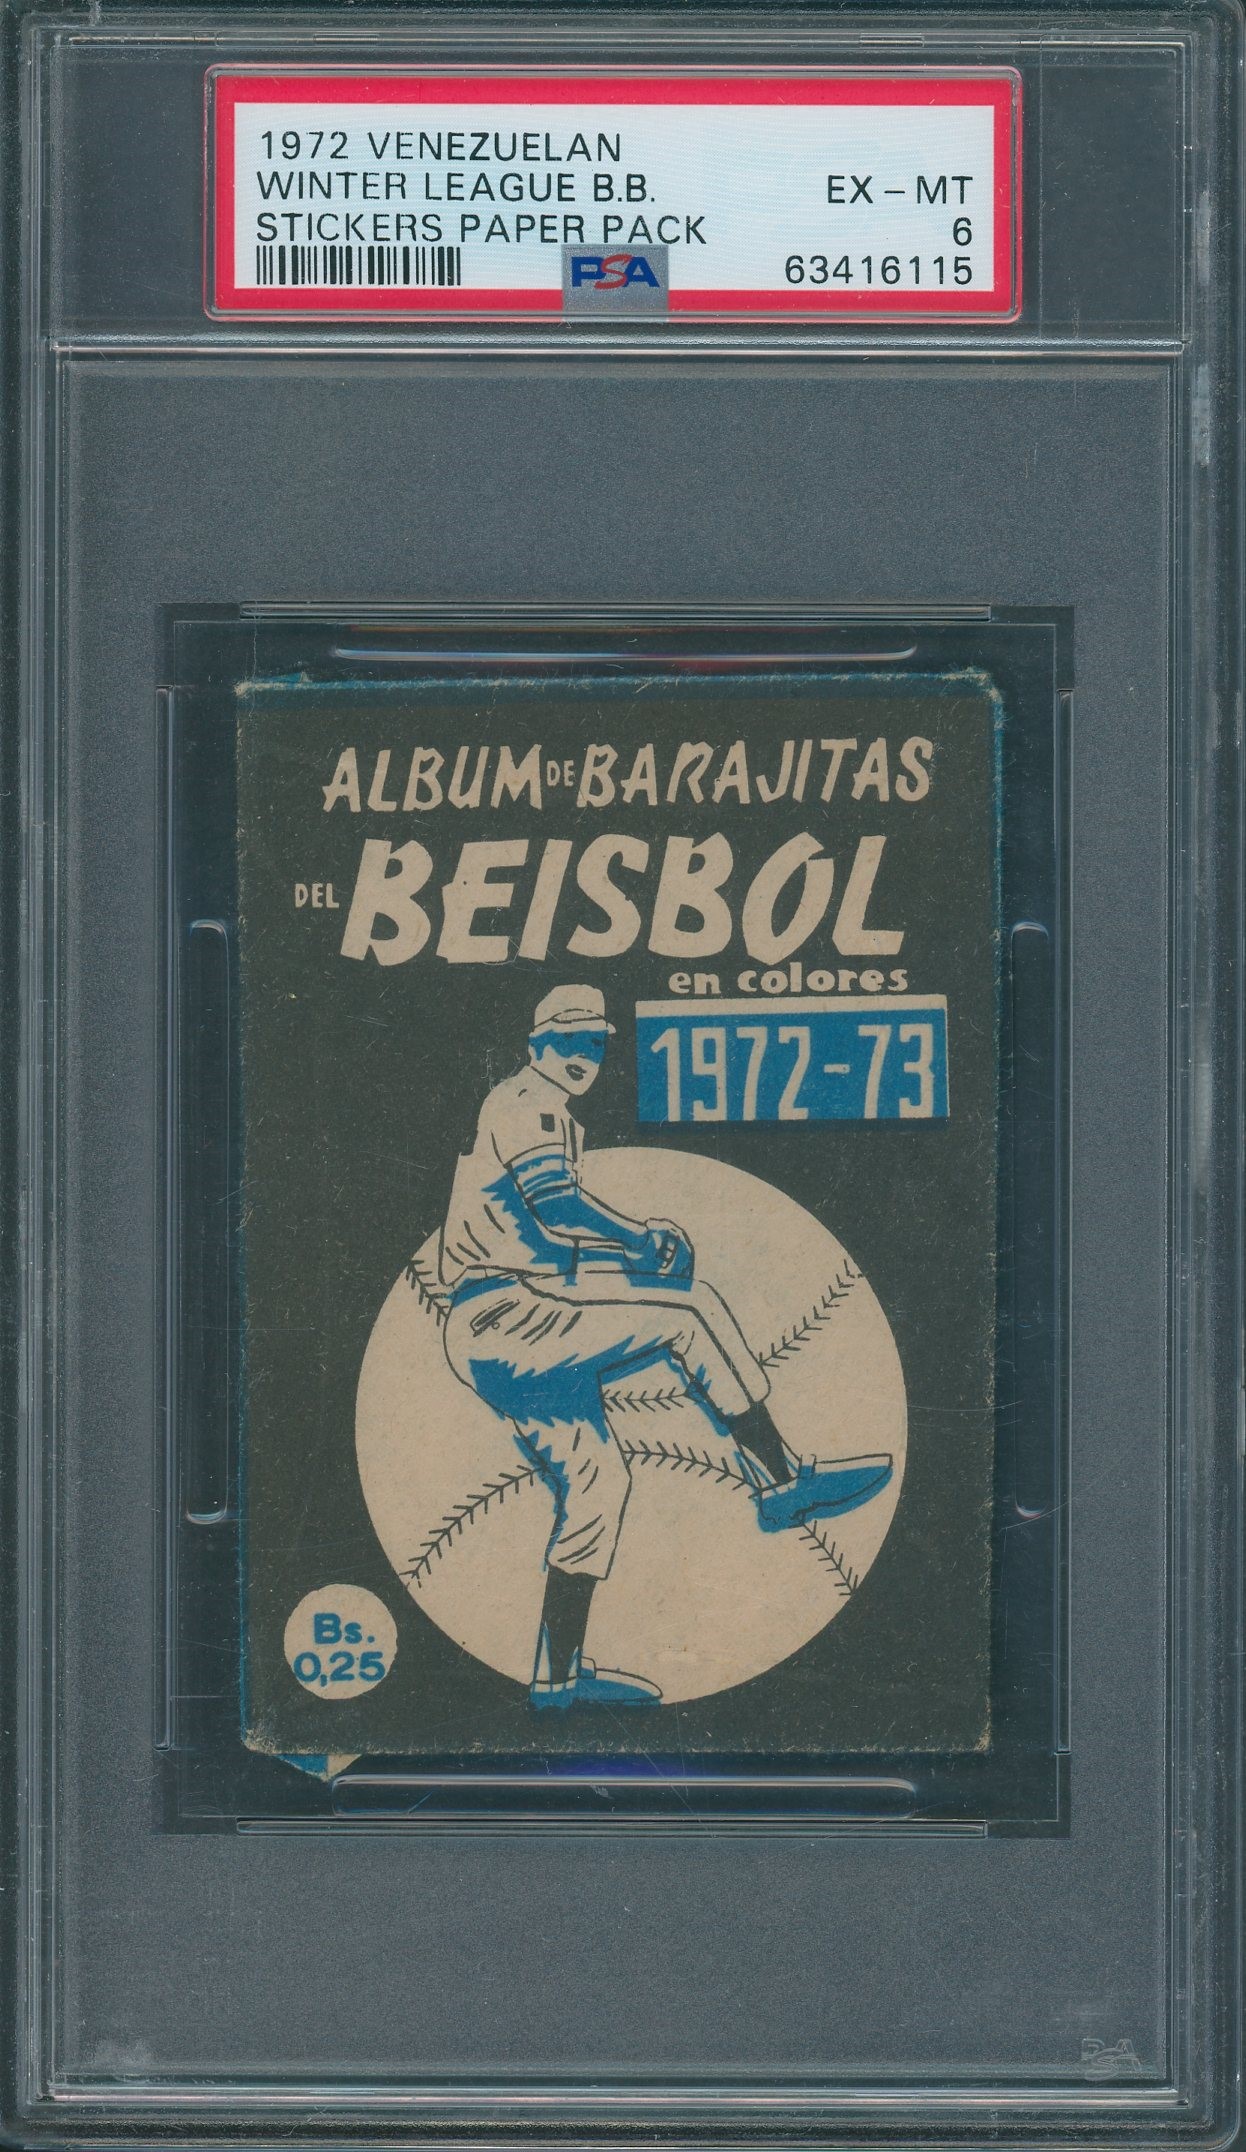 1972 VENEZUELAN
WINTER LEAGUE B.B.
EX - MT
STICKERS PAPER PACK
6
PSA
63416115
ALBUM DE BARAJITAS
DEL BEISBOL
en colores
1972-73
Bs.
0,25
PSA